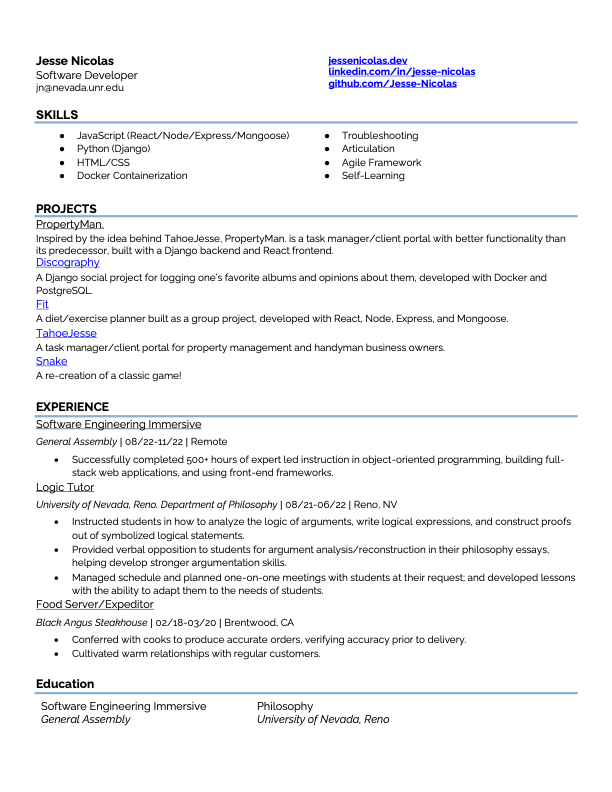 Jesse Nicolas
Software Developer
jn@nevada.unr.edu
jessenicolas.dev
linkedin.com/in/jesse-nicolas
github.com/Jesse-Nicolas
SKILLS
● JavaScript (React/Node/Express/Mongoose)
● Python (Django)
● HTML/CSS
● Docker Containerization
● Troubleshooting
● Articulation
● Agile Framework
● Self-Learning
PROJECTS
PropertyMan.
Inspired by the idea behind TahoeJesse, PropertyMan. is a task manager/client portal with better functionality than
its predecessor, built with a Django backend and React frontend.
Discography
A Django social project for logging one's favorite albums and opinions about them, developed with Docker and
PostgreSQL.
Fit
A diet/exercise planner built as a group project, developed with React, Node, Express, and Mongoose.
TahoeJesse
A task manager/client portal for property management and handyman business owners.
Snake
A re-creation of a classic game!
EXPERIENCE
Software Engineering Immersive
General Assembly | 08/22-11/22 | Remote
• Successfully completed 500+ hours of expert led instruction in object-oriented programming, building full-
stack web applications, and using front-end frameworks.
Logic Tutor
University of Nevada, Reno. Department of Philosophy | 08/21-06/22 | Reno, NV
• Instructed students in how to analyze the logic of arguments, write logical expressions, and construct proofs
out of symbolized logical statements.
• Provided verbal opposition to students for argument analysis/reconstruction in their philosophy essays,
helping develop stronger argumentation skills.
• Managed schedule and planned one-on-one meetings with students at their request; and developed lessons
with the ability to adapt them to the needs of students.
Food Server/Expeditor
Black Angus Steakhouse | 02/18-03/20 | Brentwood, CA
• Conferred with cooks to produce accurate orders, verifying accuracy prior to delivery.
• Cultivated warm relationships with regular customers.
Education
Software Engineering Immersive
General Assembly
Philosophy
University of Nevada, Reno